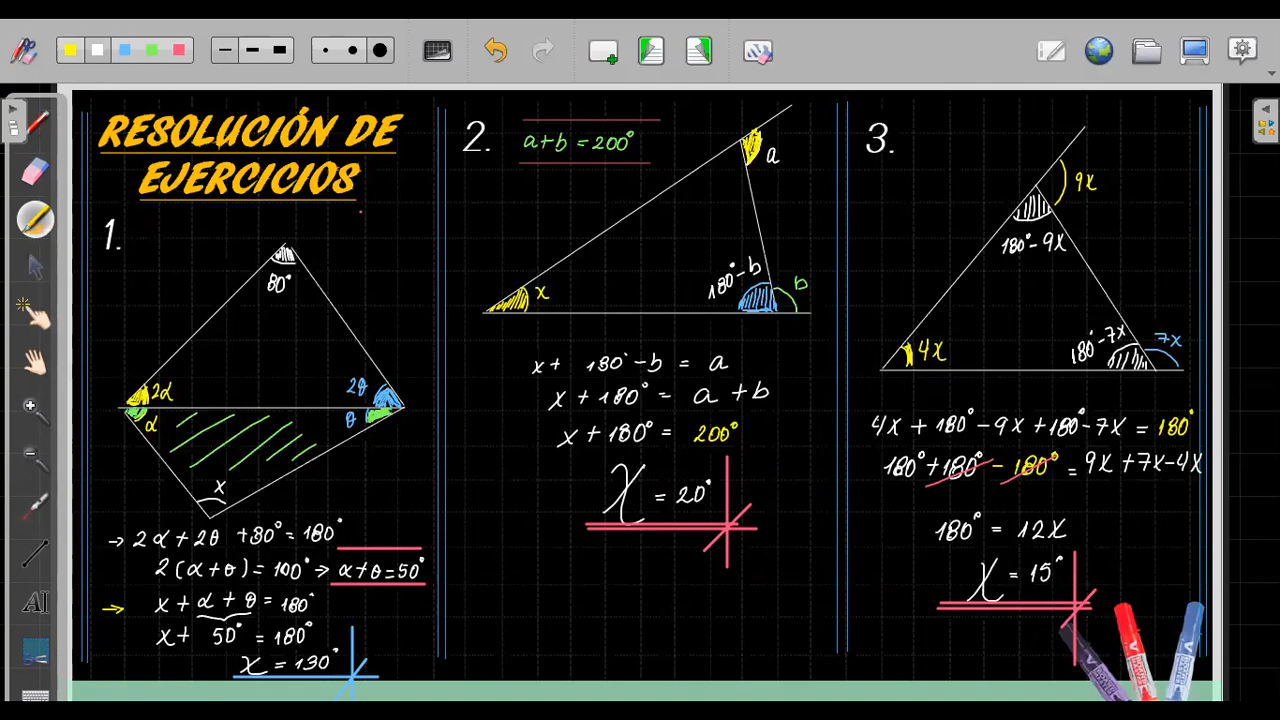 RESOLUCIÓN DE
EJERCICIOS
1.
80°
2α
2θ
α
θ
x
→ 2α + 2θ + 80° = 180°
2(α + θ) = 100° → α + θ = 50°
→ x + α + θ = 180°
x + 50° = 180°
x = 130°
2.
a + b = 200°
a
x
180° - b
b
x + 180° - b = a
x + 180° = a + b
x + 180° = 200°
x = 20°
3.
9x
180° - 9x
4x
180° - 7x
7x
4x + 180° - 9x + 180° - 7x = 180°
180° + 180° - 180° = 9x + 7x - 4x
180° = 12x
x = 15°
AI